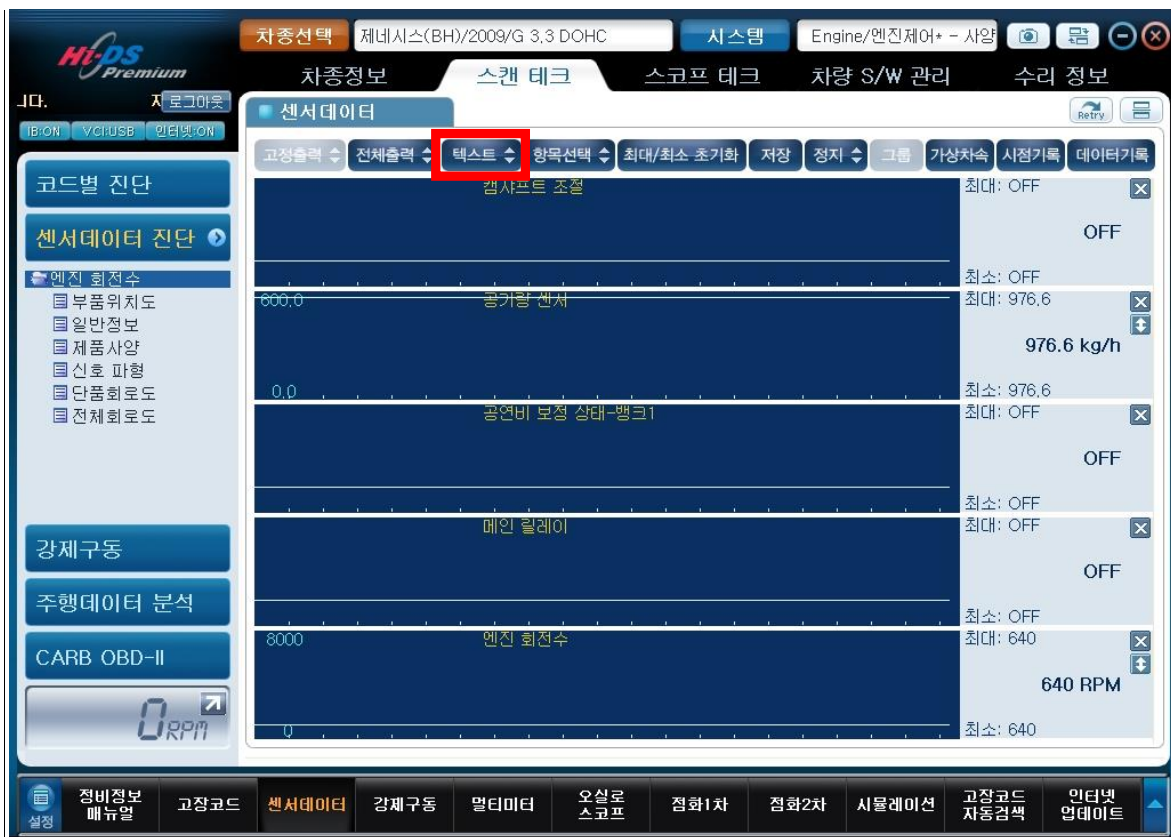 Hi-DS
Premium
차종선택 제네시스(BH)/2009/G 3.3 DOHC 시스템 Engine/엔진제어* - 사양
차종정보 스캔 테크 스코프 테크 차량 S/W 관리 수리 정보
니다. 자 로그아웃
IB:ON VCI:USB 인터넷:ON
센서데이터
Retry
고정출력 전체출력 텍스트 항목선택 최대/최소 초기화 저장 정지 그룹 가상차속 시점기록 데이터기록
코드별 진단
센서데이터 진단
엔진 회전수
부품위치도
일반정보
제품사양
신호 파형
단품회로도
전체회로도
강제구동
주행데이터 분석
CARB OBD-II
0 RPM
캠샤프트 조절
최대: OFF
OFF
최소: OFF
600.0 공기량 센서
최대: 976.6
976.6 kg/h
0.0
최소: 976.6
공연비 보정 상태-뱅크1
최대: OFF
OFF
최소: OFF
메인 릴레이
최대: OFF
OFF
최소: OFF
8000 엔진 회전수
최대: 640
640 RPM
0
최소: 640
설정
정비정보
매뉴얼
고장코드
센서데이터
강제구동
멀티미터
오실로
스코프
점화1차
점화2차
시뮬레이션
고장코드
자동검색
인터넷
업데이트